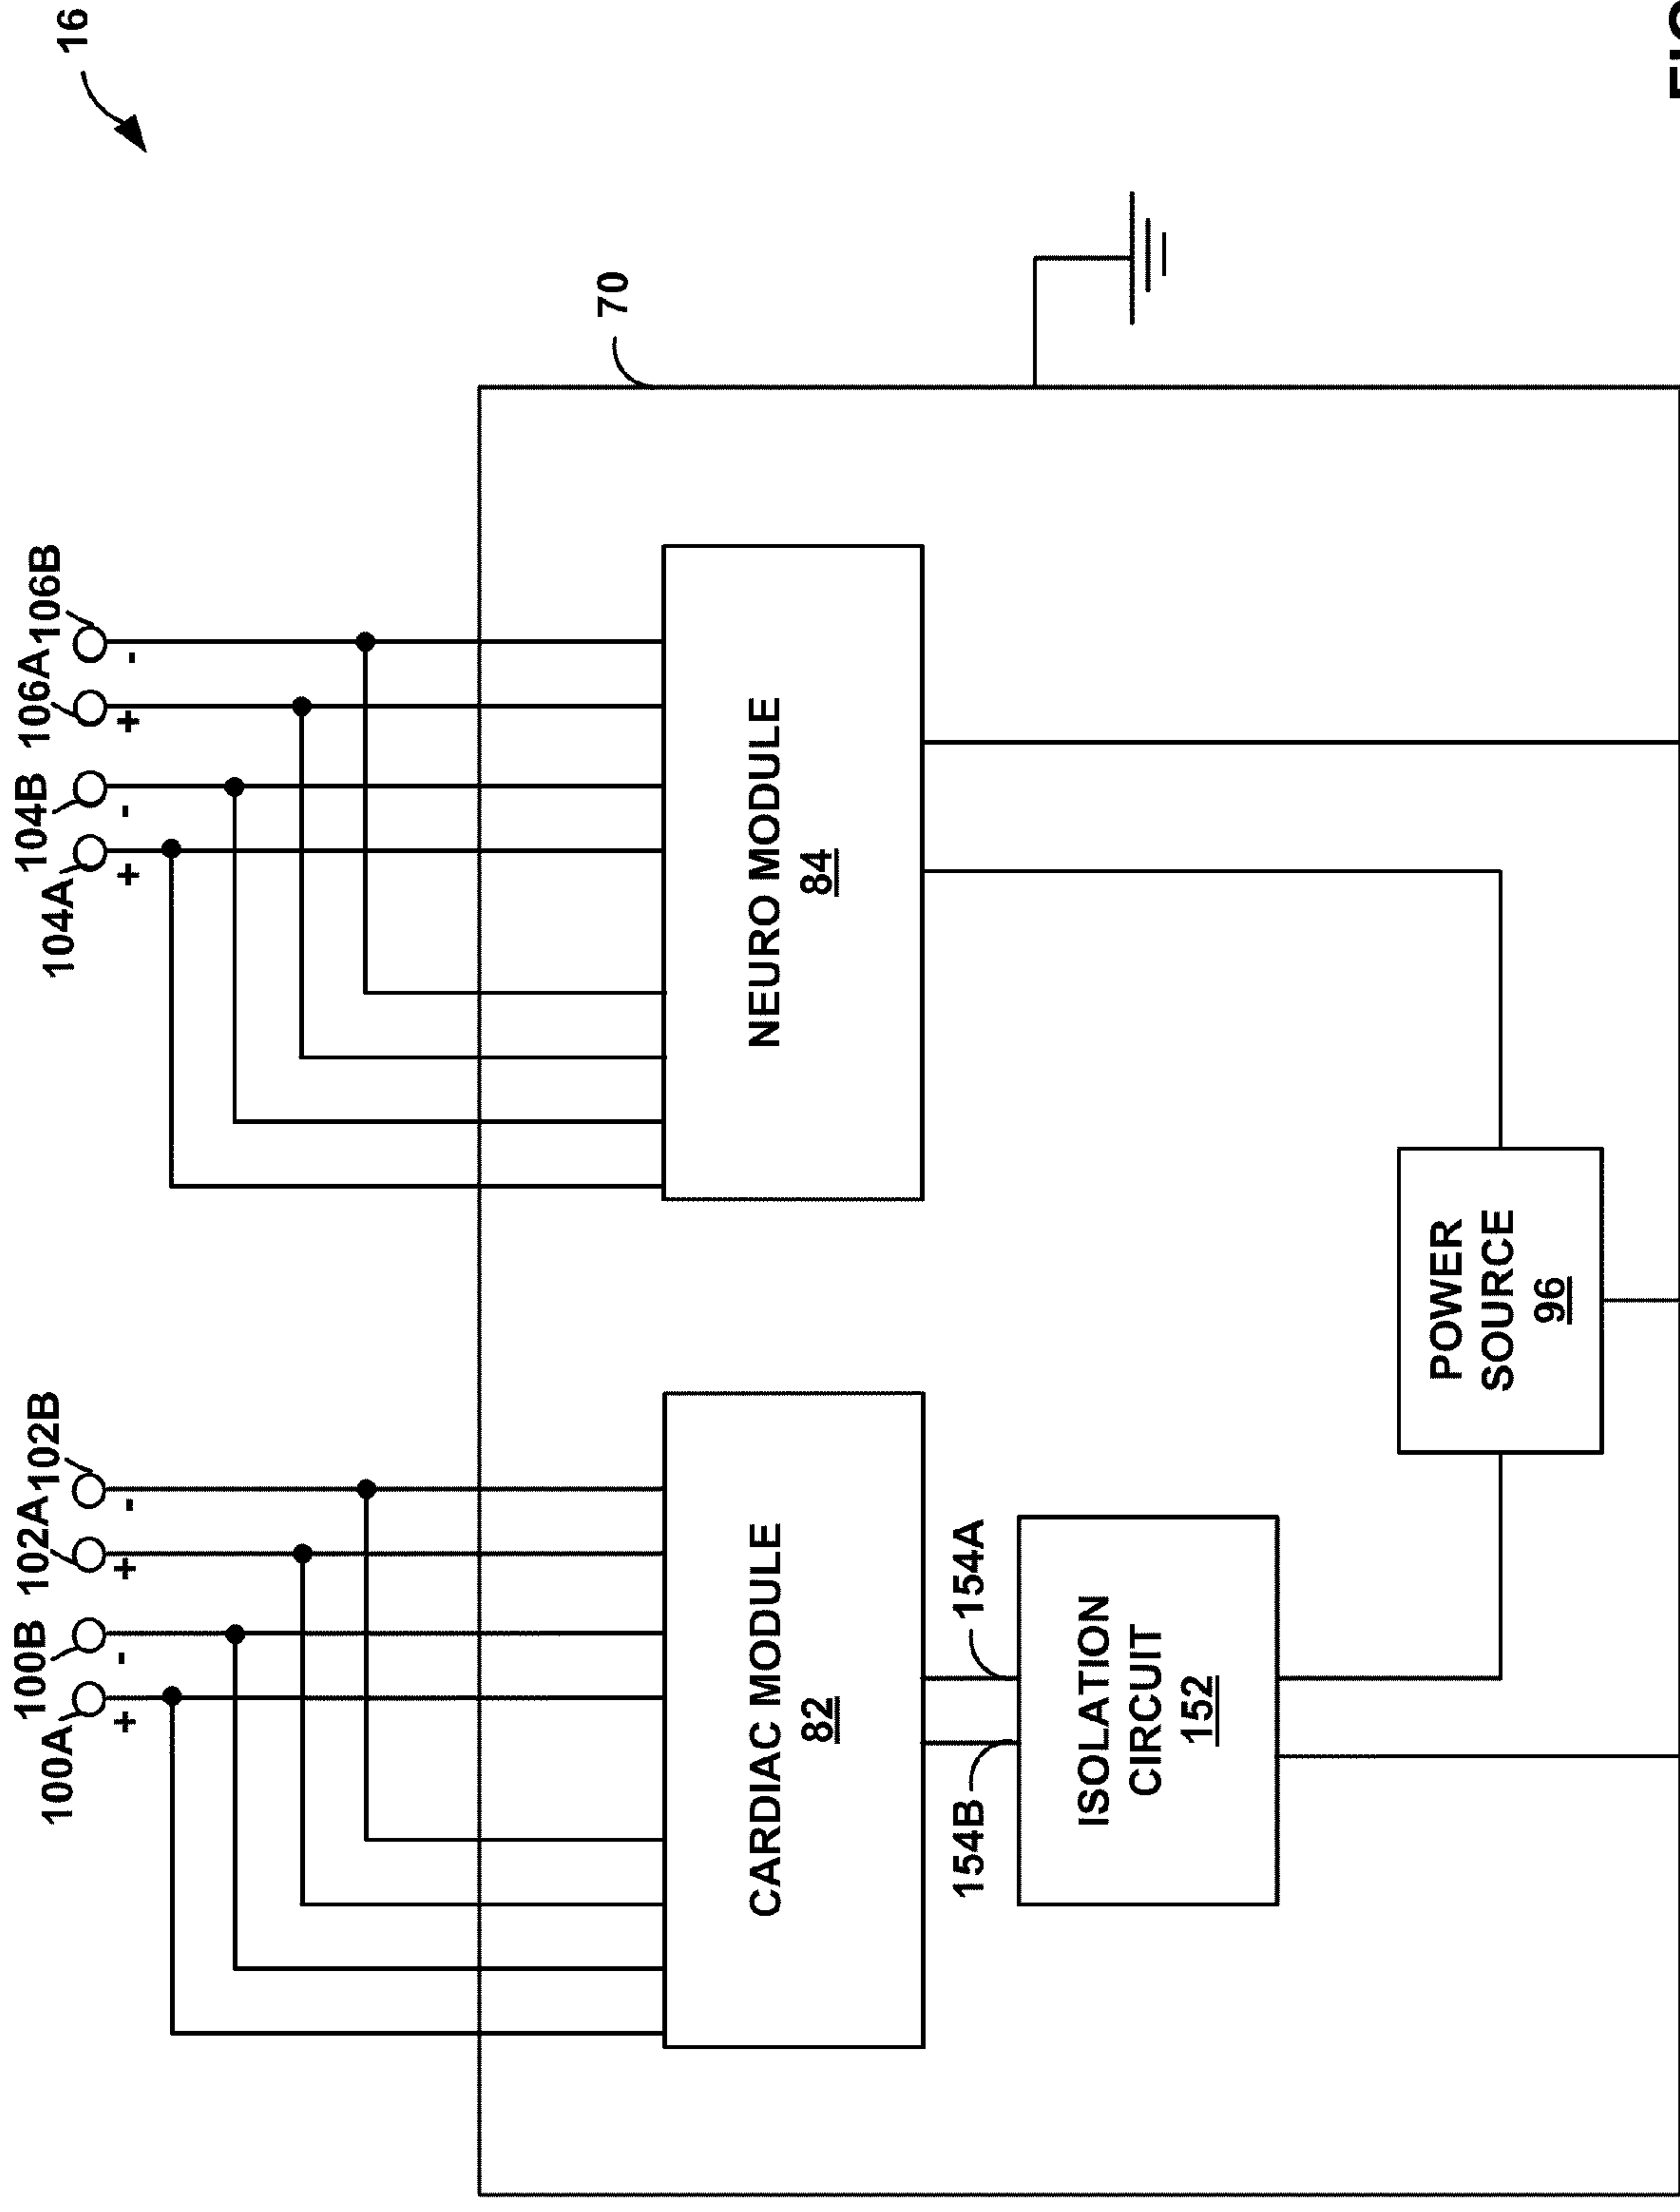 16
100A
100B
102A
102B
104A
104B
106A
106B
+
-
+
-
+
-
+
-
70
CARDIAC MODULE
82
NEURO MODULE
84
154B
154A
ISOLATION
CIRCUIT
152
POWER
SOURCE
96